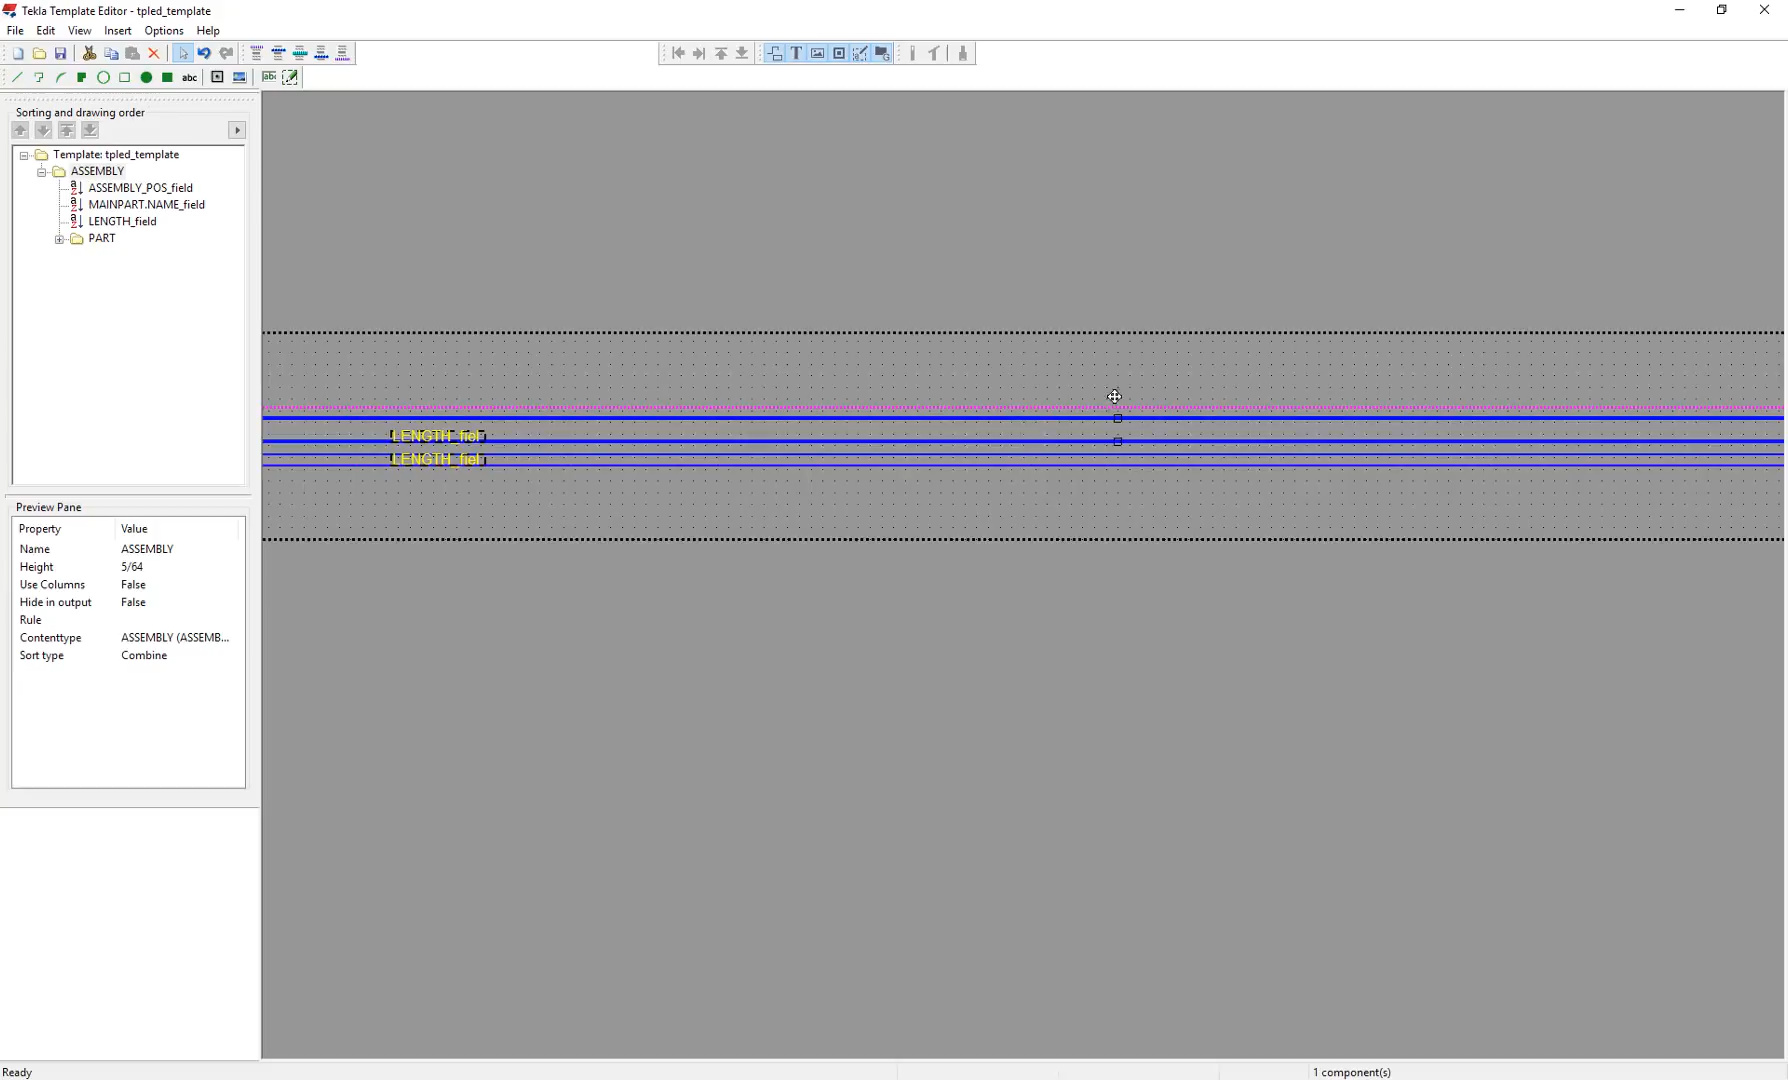 Tekla Template Editor - tpled_template
File Edit View Insert Options Help
abc abc
Sorting and drawing order
Template: tpled_template
ASSEMBLY
ASSEMBLY_POS_field
MAINPART.NAME_field
LENGTH_field
PART
LENGTH_fiel
LENGTH_fiel
Preview Pane
Property Value
Name ASSEMBLY
Height 5/64
Use Columns False
Hide in output False
Rule
Contenttype ASSEMBLY (ASSEMB...
Sort type Combine
Ready 1 component(s)